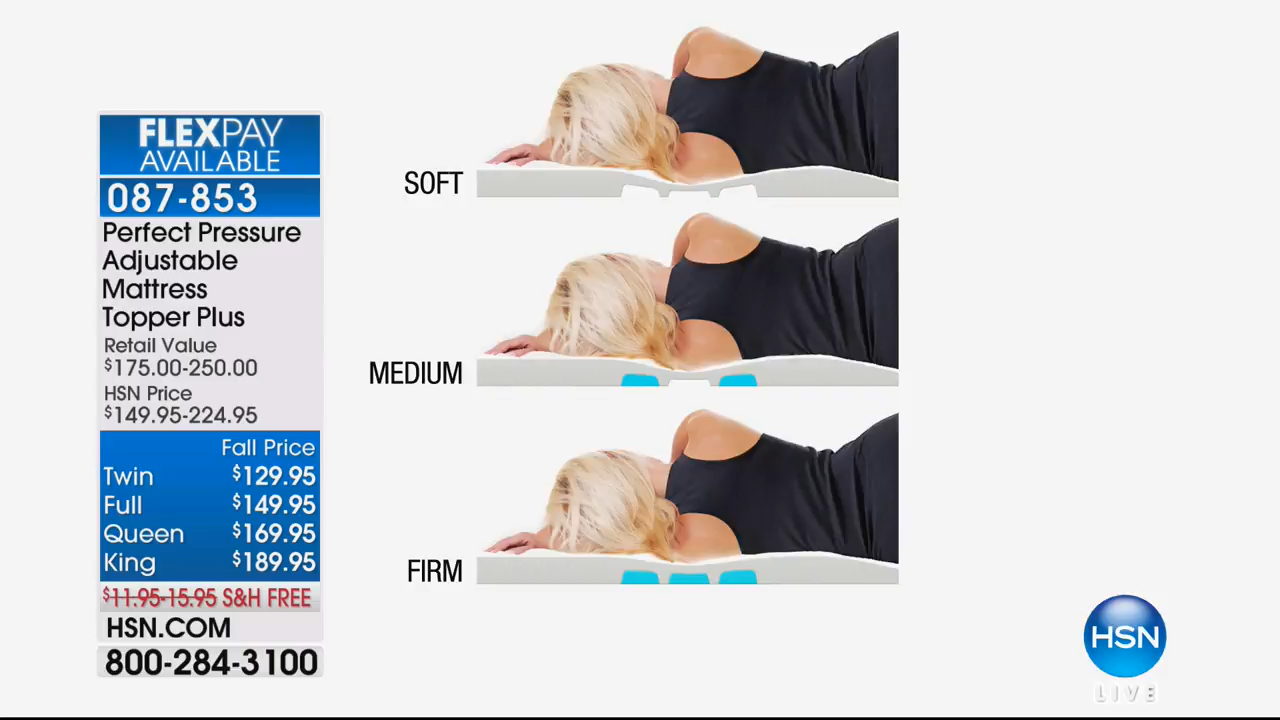 FLEXPAY
AVAILABLE
087-853
Perfect Pressure
Adjustable
Mattress
Topper Plus
Retail Value
$175.00-250.00
HSN Price
$149.95-224.95
Fall Price
Twin $129.95
Full $149.95
Queen $169.95
King $189.95
$11.95-15.95 S&H FREE
HSN.COM
800-284-3100
SOFT
MEDIUM
FIRM
HSN
LIVE